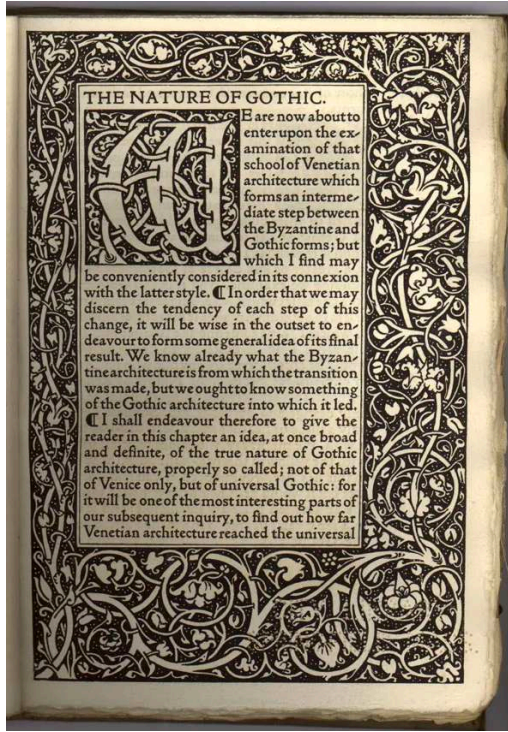 THE NATURE OF GOTHIC.
WE are now about to
enter upon the ex-
amination of that
school of Venetian
architecture which
forms an interme-
diate step between
the Byzantine and
Gothic forms; but
which I find may
be conveniently considered in its connexion
with the latter style. ⁋ In order that we may
discern the tendency of each step of this
change, it will be wise in the outset to en-
deavour to form some general idea of its final
result. We know already what the Byzan-
tine architecture is from which the transition
was made, but we ought to know something
of the Gothic architecture into which it led.
⁋ I shall endeavour therefore to give the
reader in this chapter an idea, at once broad
and definite, of the true nature of Gothic
architecture, properly so called; not of that
of Venice only, but of universal Gothic: for
it will be one of the most interesting parts of
our subsequent inquiry, to find out how far
Venetian architecture reached the universal